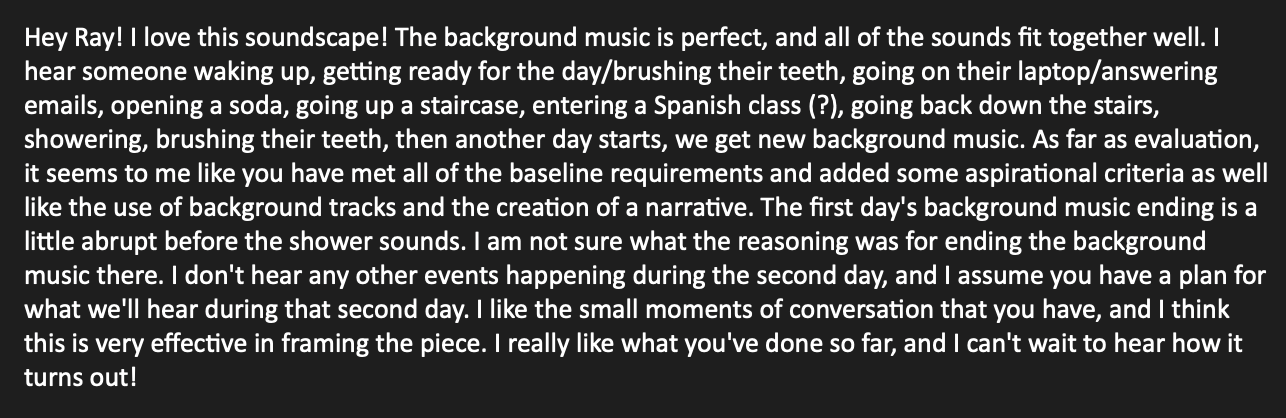 Hey Ray! I love this soundscape! The background music is perfect, and all of the sounds fit together well. I
hear someone waking up, getting ready for the day/brushing their teeth, going on their laptop/answering
emails, opening a soda, going up a staircase, entering a Spanish class (?), going back down the stairs,
showering, brushing their teeth, then another day starts, we get new background music. As far as evaluation,
it seems to me like you have met all of the baseline requirements and added some aspirational criteria as well
like the use of background tracks and the creation of a narrative. The first day's background music ending is a
little abrupt before the shower sounds. I am not sure what the reasoning was for ending the background
music there. I don't hear any other events happening during the second day, and I assume you have a plan for
what we'll hear during that second day. I like the small moments of conversation that you have, and I think
this is very effective in framing the piece. I really like what you've done so far, and I can't wait to hear how it
turns out!